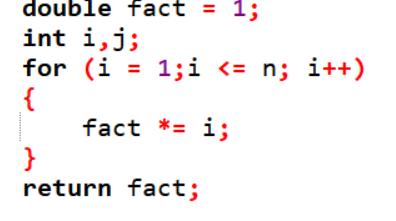 double fact = 1;
int i,j;
for (i = 1;i <= n; i++)
{
fact *= i;
}
return fact;